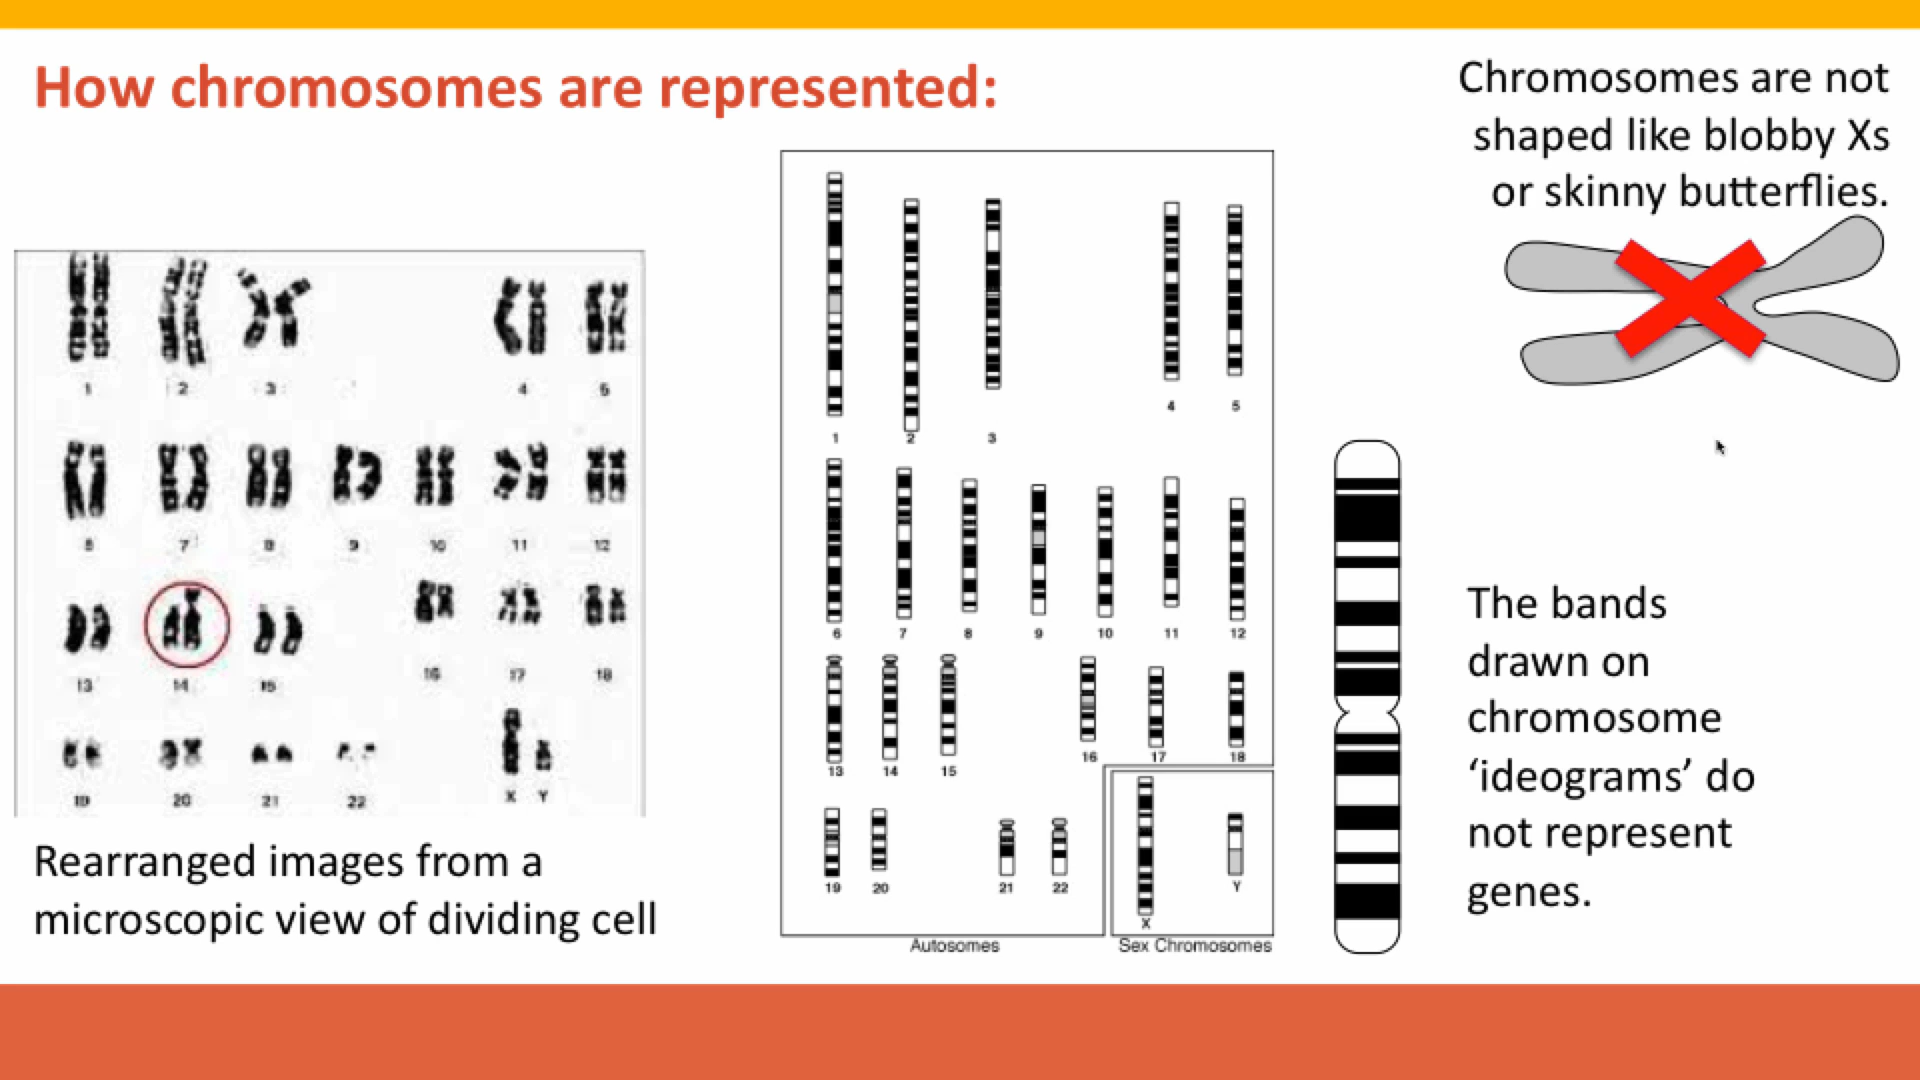 How chromosomes are represented:
Chromosomes are not
shaped like blobby Xs
or skinny butterflies.
1 2 3 4 5
6 7 8 9 10 11 12
13 14 15 16 17 18
19 20 21 22 X Y
Rearranged images from a
microscopic view of dividing cell
4 5
1 2 3
6 7 8 9 10 11 12
16 17 18
13 14 15
19 20 21 22 Y
X
Autosomes Sex Chromosomes
The bands
drawn on
chromosome
‘ideograms’ do
not represent
genes.